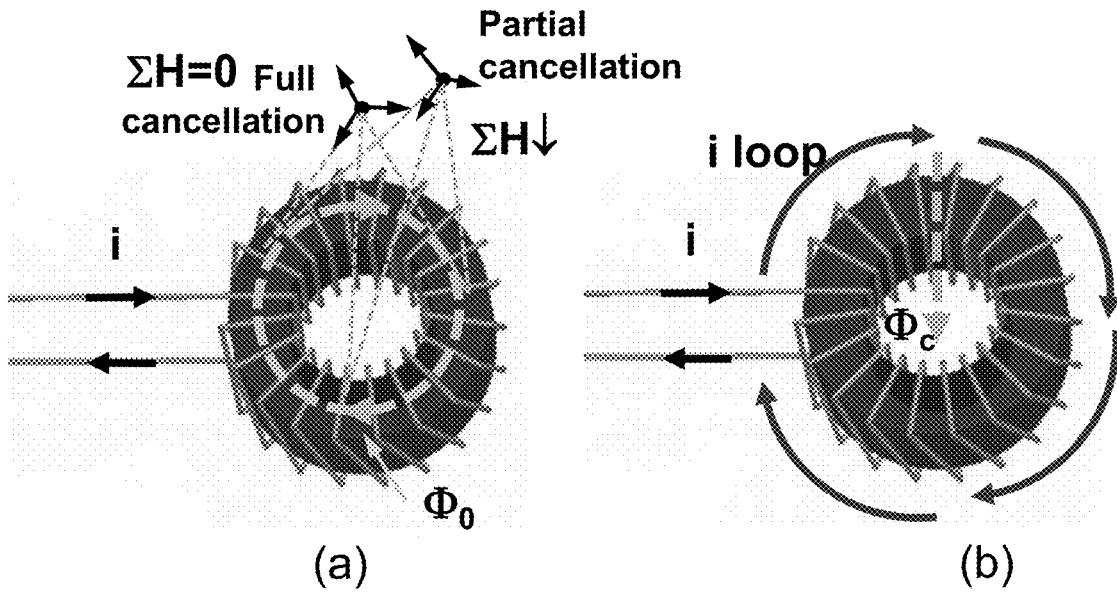 Partial
cancellation
ΣH=0 Full
cancellation
ΣH↓
i
Φ0
(a)
i loop
i
Φc
(b)